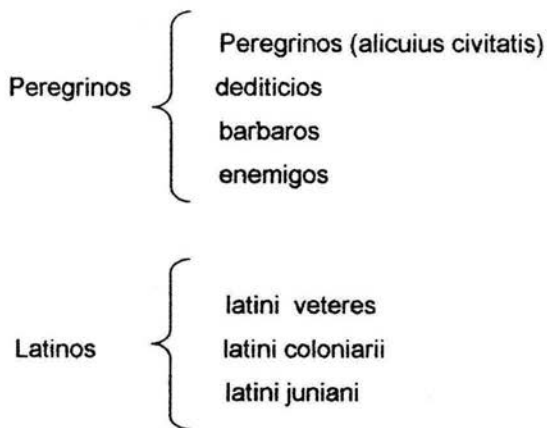 Peregrinos
Peregrinos (alicuius civitatis)
dediticios
barbaros
enemigos
Latinos
latini veteres
latini coloniarii
latini juniani